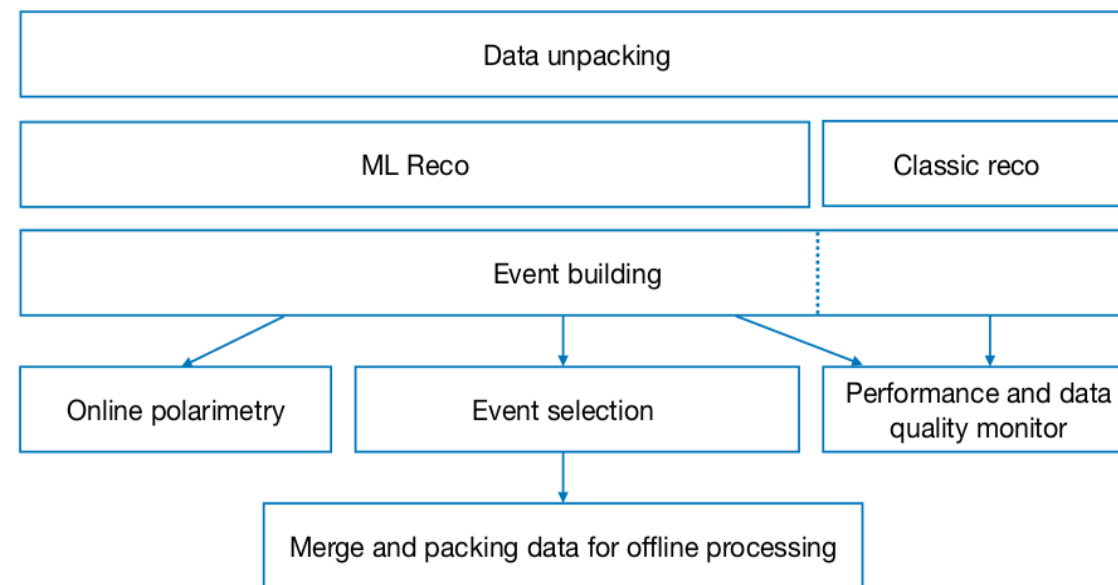 Data unpacking
ML Reco
Classic reco
Event building
Online polarimetry
Event selection
Performance and data
quality monitor
Merge and packing data for offline processing